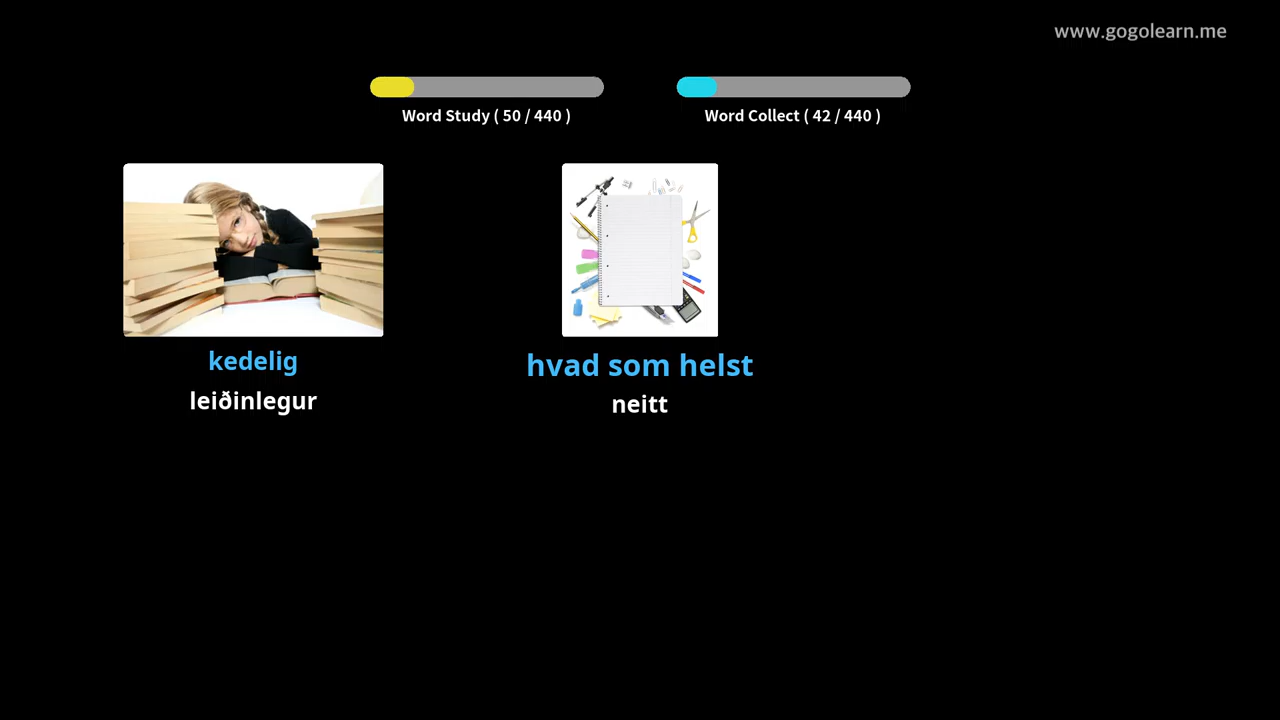 www.gogolearn.me
Word Study ( 50 / 440 )
Word Collect ( 42 / 440 )
kedelig
leiðinlegur
hvad som helst
neitt